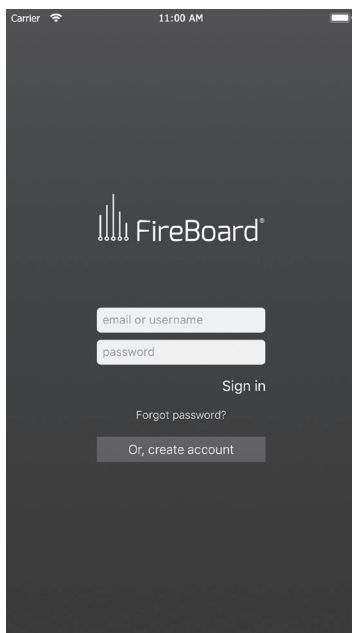 Carrier 11:00 AM
FireBoard®
email or username
password
Sign in
Forgot password?
Or, create account